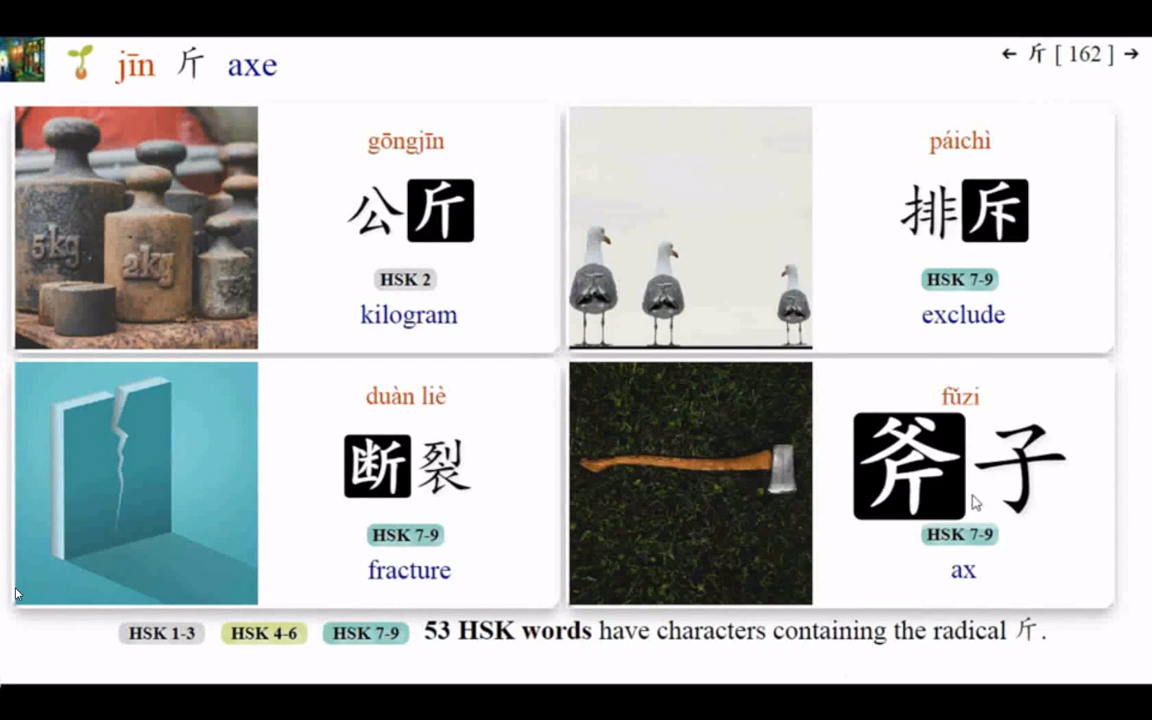 jīn 斤 axe
← 斤 [ 162 ] →
5kg
2kg
gōngjīn
公斤
HSK 2
kilogram
páichì
排斥
HSK 7-9
exclude
duàn liè
断裂
HSK 7-9
fracture
fǔzi
斧子
HSK 7-9
ax
HSK 1-3 HSK 4-6 HSK 7-9 53 HSK words have characters containing the radical 斤.